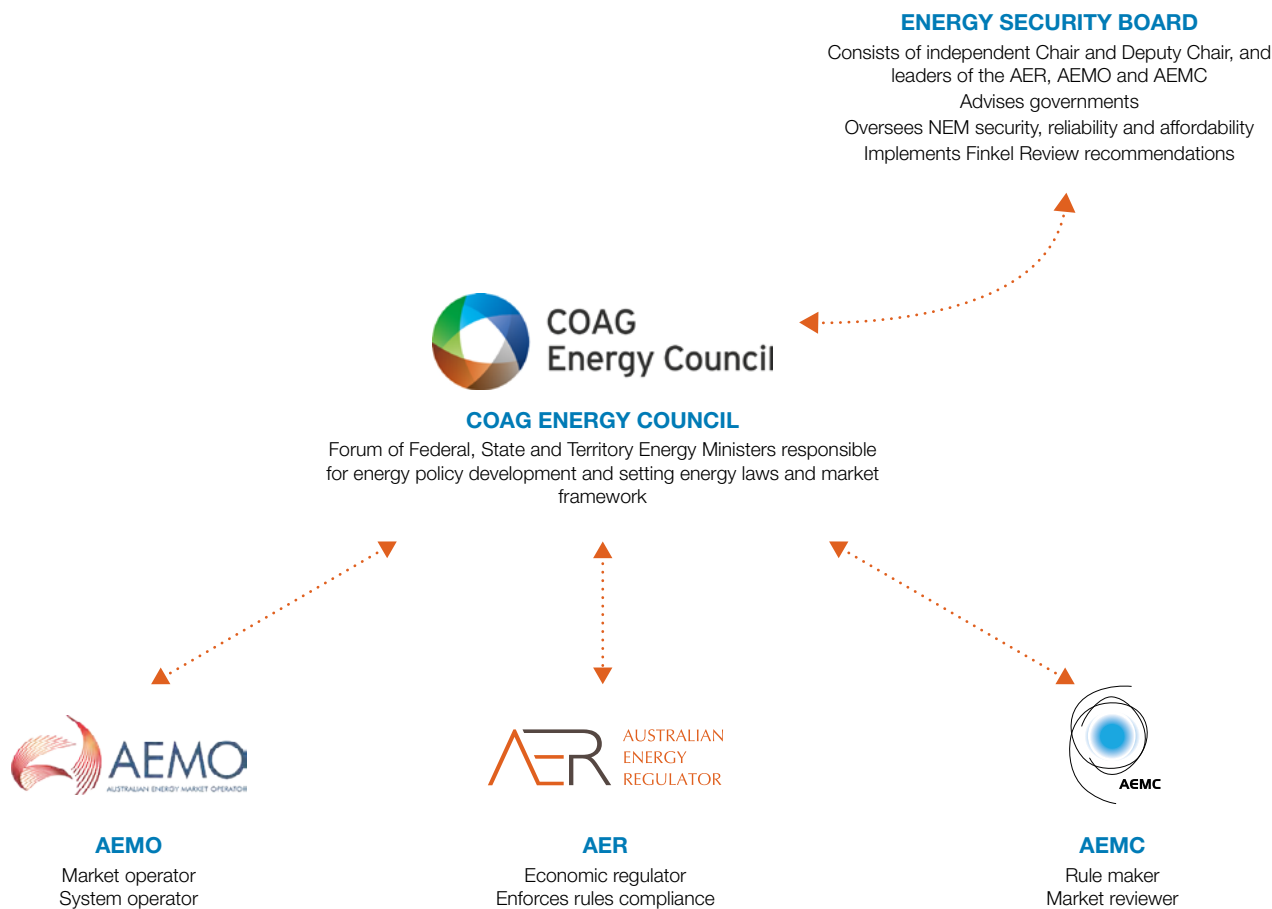 ENERGY SECURITY BOARD
Consists of independent Chair and Deputy Chair, and
leaders of the AER, AEMO and AEMC
Advises governments
Oversees NEM security, reliability and affordability
Implements Finkel Review recommendations
COAG
Energy Council
COAG ENERGY COUNCIL
Forum of Federal, State and Territory Energy Ministers responsible
for energy policy development and setting energy laws and market
framework
AEMO
AUSTRALIAN ENERGY MARKET OPERATOR
AER
AUSTRALIAN
ENERGY
REGULATOR
AEMC
AEMO
Market operator
System operator
AER
Economic regulator
Enforces rules compliance
AEMC
Rule maker
Market reviewer